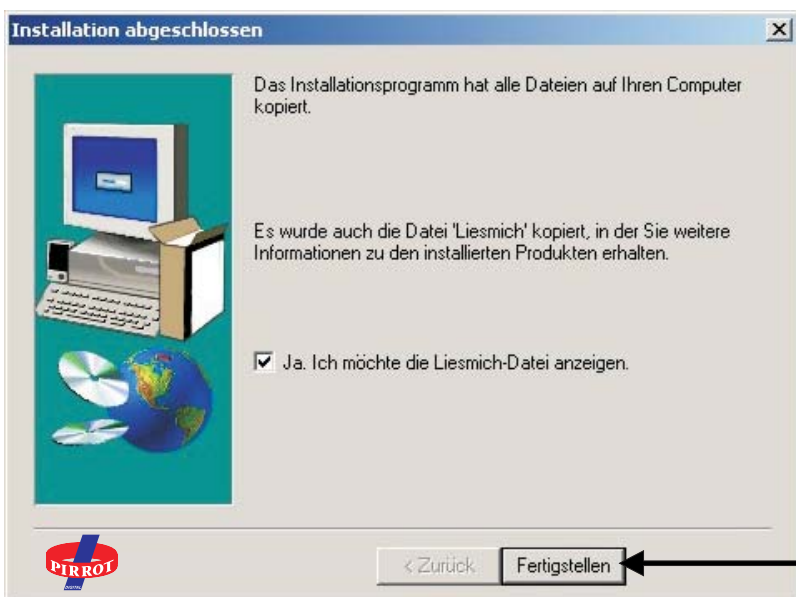 Installation abgeschlossen
Das Installationsprogramm hat alle Dateien auf Ihren Computer
kopiert.
Es wurde auch die Datei 'Liesmich' kopiert, in der Sie weitere
Informationen zu den installierten Produkten erhalten.
Ja. Ich möchte die Liesmich-Datei anzeigen.
PIRROT
DIGITAL
< Zurück
Fertigstellen